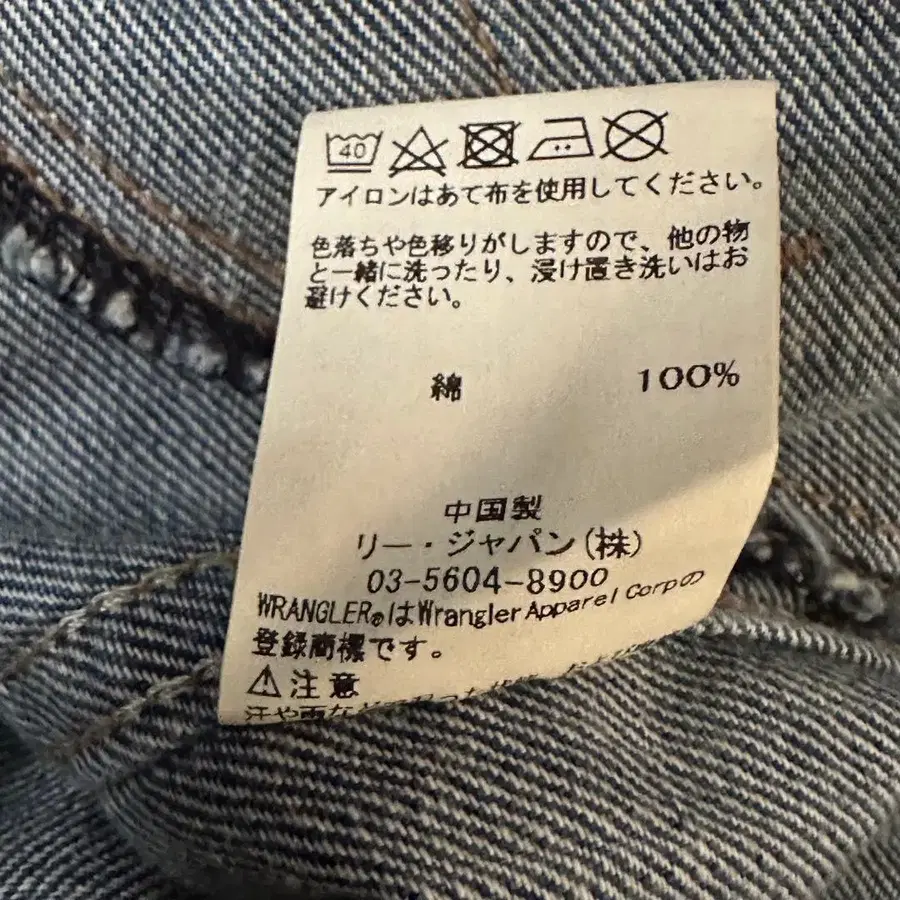 40
アイロンはあて布を使用してください。
色落ちや色移りがしますので、他の物
と一緒に洗ったり、浸け置き洗いはお
避けください。
綿 100%
中国製
リー・ジャパン(株)
03-5604-8900
WRANGLER®はWrangler Apparel Corpの
登録商標です。
⚠注意
汗や雨など